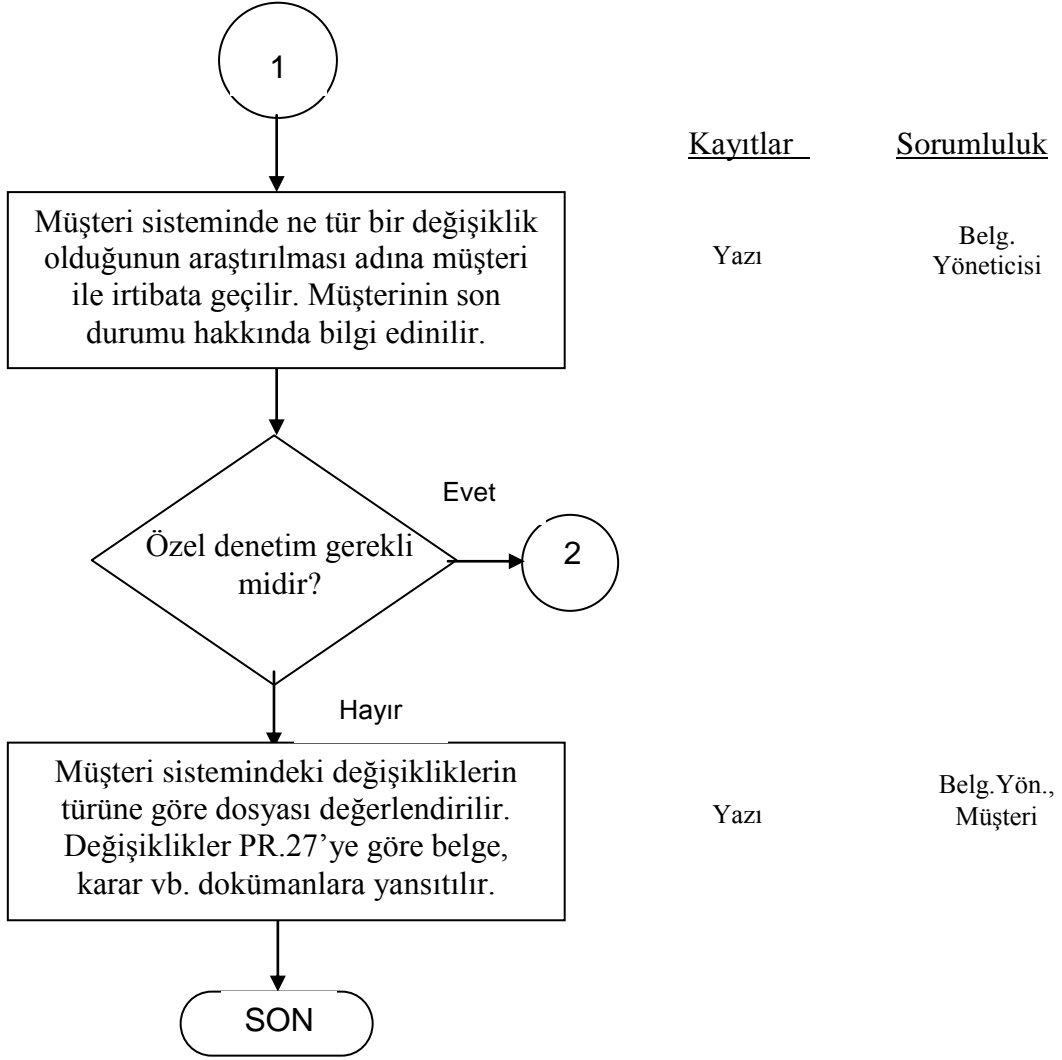 1
Kayıtlar Sorumluluk
Müşteri sisteminde ne tür bir değişiklik
olduğunun araştırılması adına müşteri
ile irtibata geçilir. Müşterinin son
durumu hakkında bilgi edinilir.
Yazı
Belg.
Yöneticisi
Evet
Özel denetim gerekli
midir?
2
Hayır
Müşteri sistemindeki değişikliklerin
türüne göre dosyası değerlendirilir.
Değişiklikler PR.27’ye göre belge,
karar vb. dokümanlara yansıtılır.
Yazı
Belg.Yön.,
Müşteri
SON